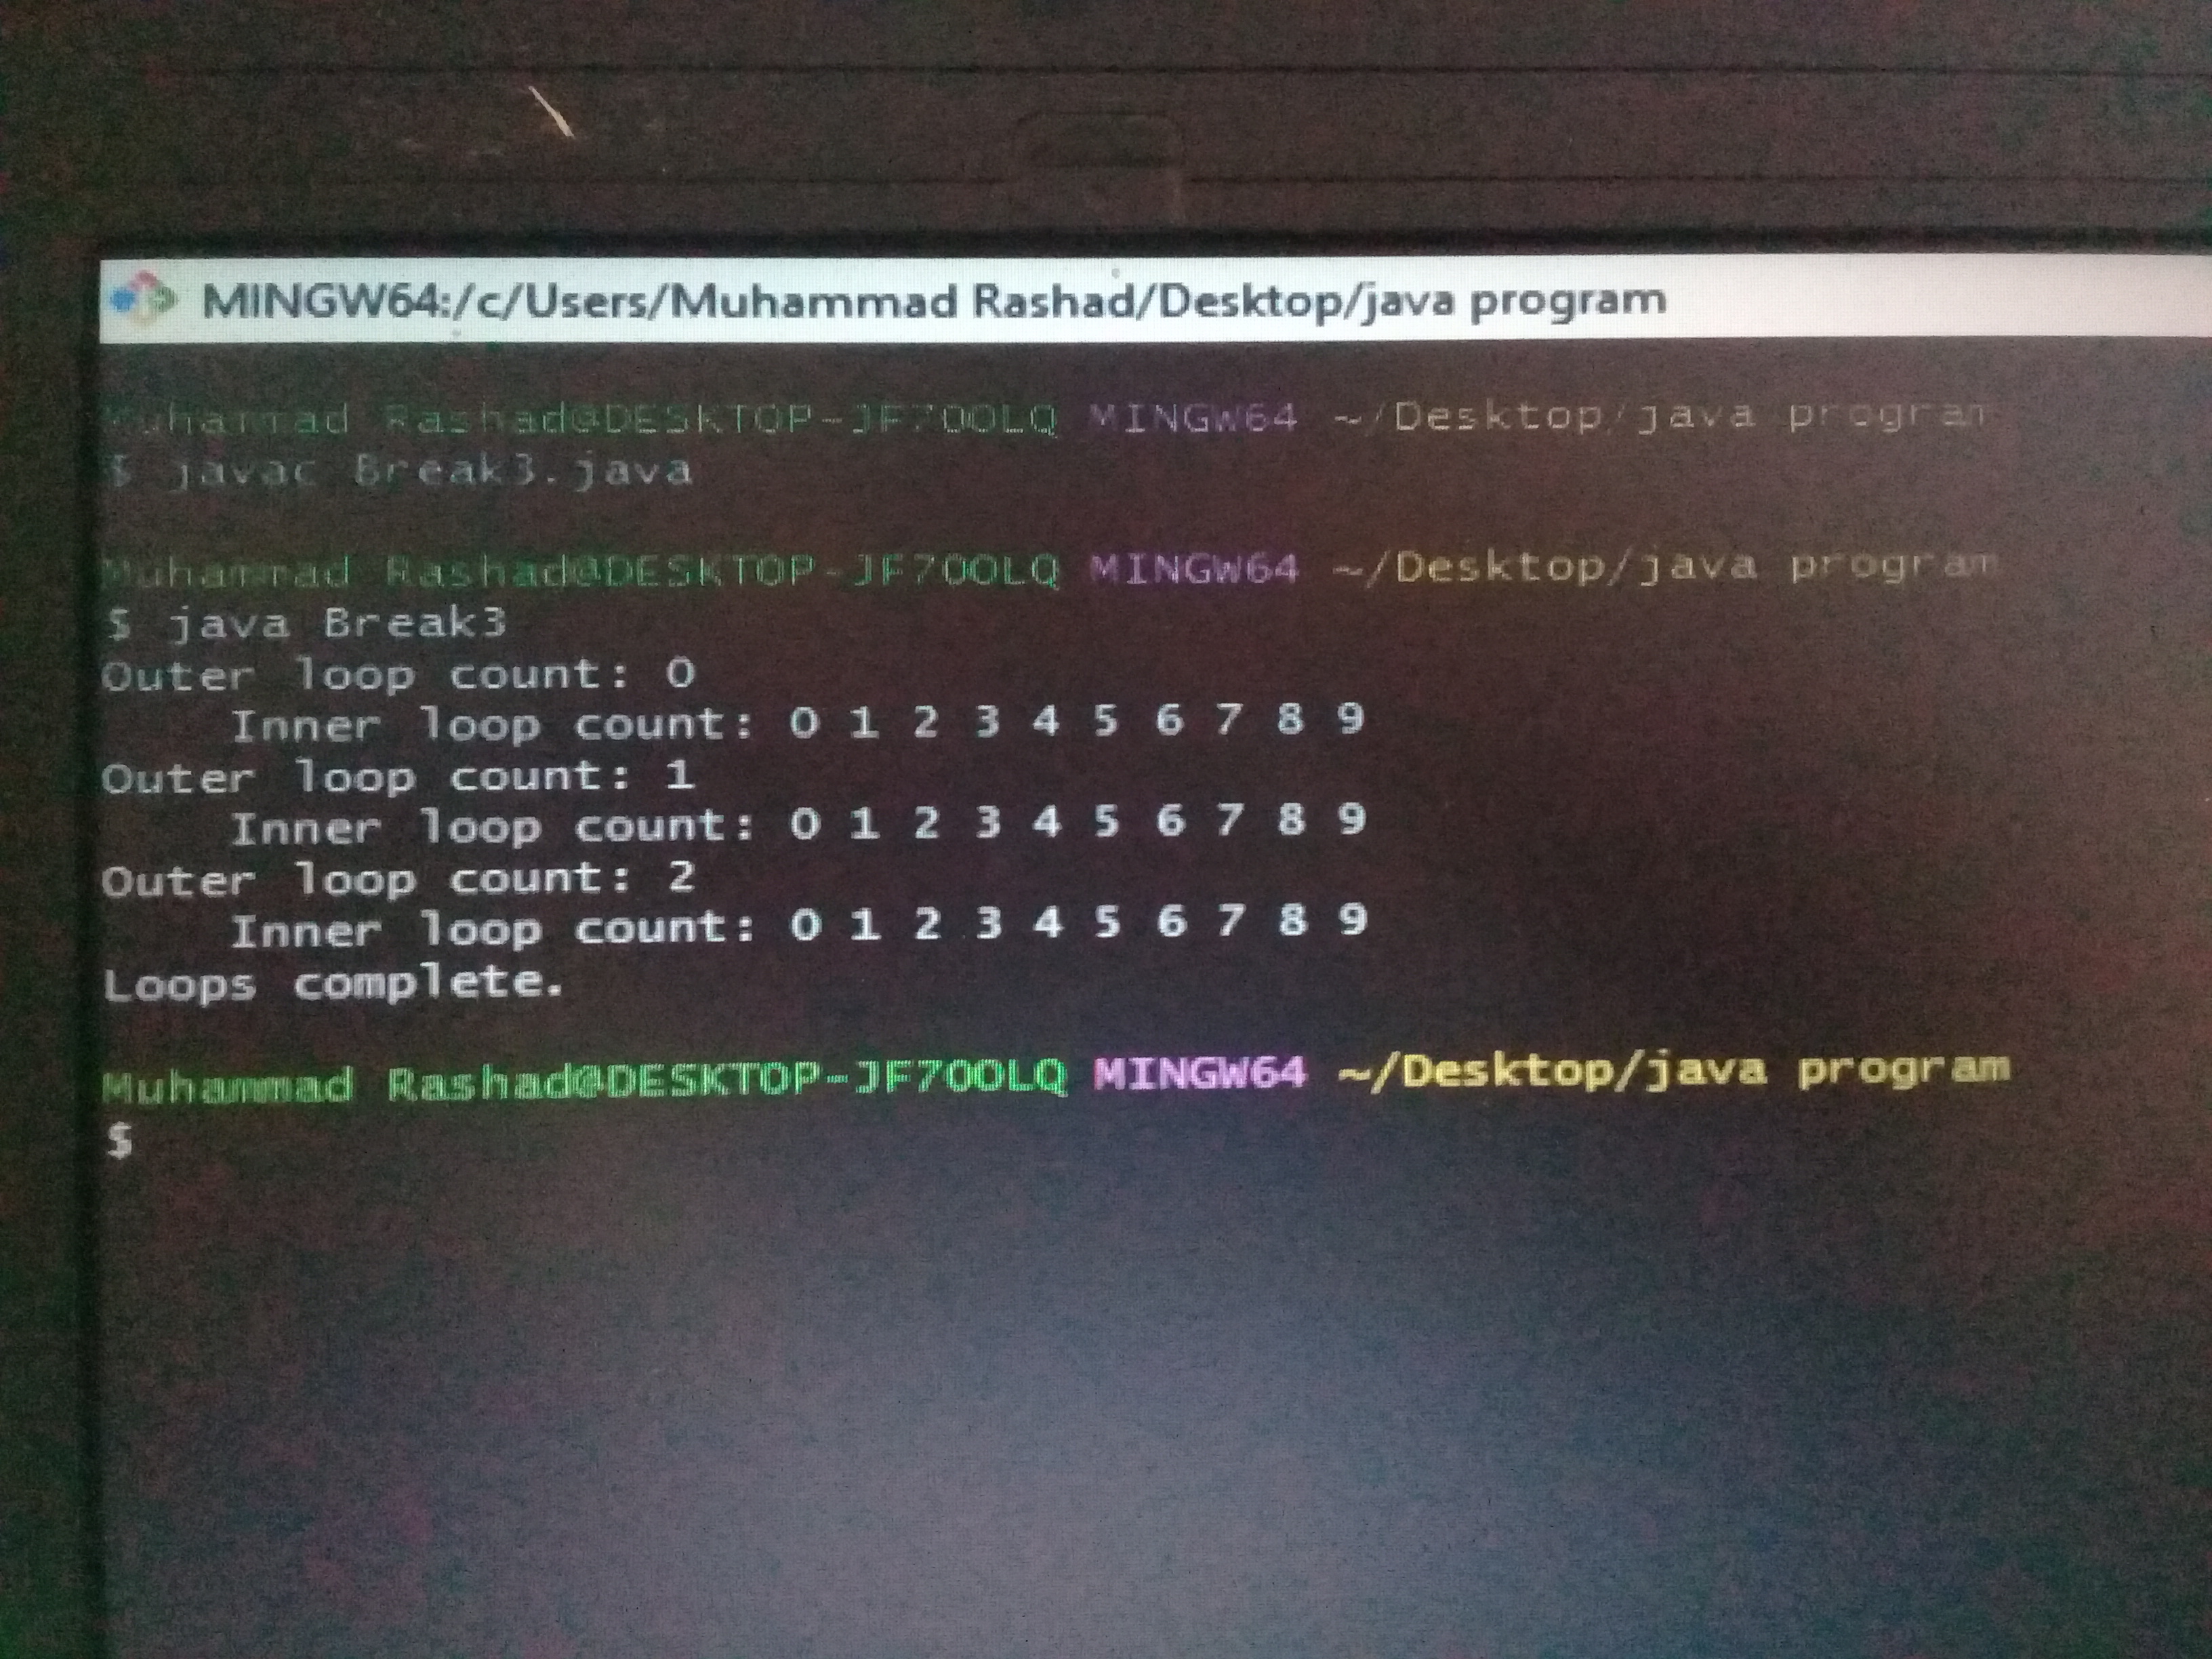 MINGW64:/c/Users/Muhammad Rashad/Desktop/java program
Muhammad Rashad@DESKTOP-JF70OLQ MINGW64 ~/Desktop/java program
$ javac Break3.java
Muhammad Rashad@DESKTOP-JF70OLQ MINGW64 ~/Desktop/java program
$ java Break3
Outer loop count: 0
    Inner loop count: 0 1 2 3 4 5 6 7 8 9
Outer loop count: 1
    Inner loop count: 0 1 2 3 4 5 6 7 8 9
Outer loop count: 2
    Inner loop count: 0 1 2 3 4 5 6 7 8 9
Loops complete.
Muhammad Rashad@DESKTOP-JF70OLQ MINGW64 ~/Desktop/java program
$